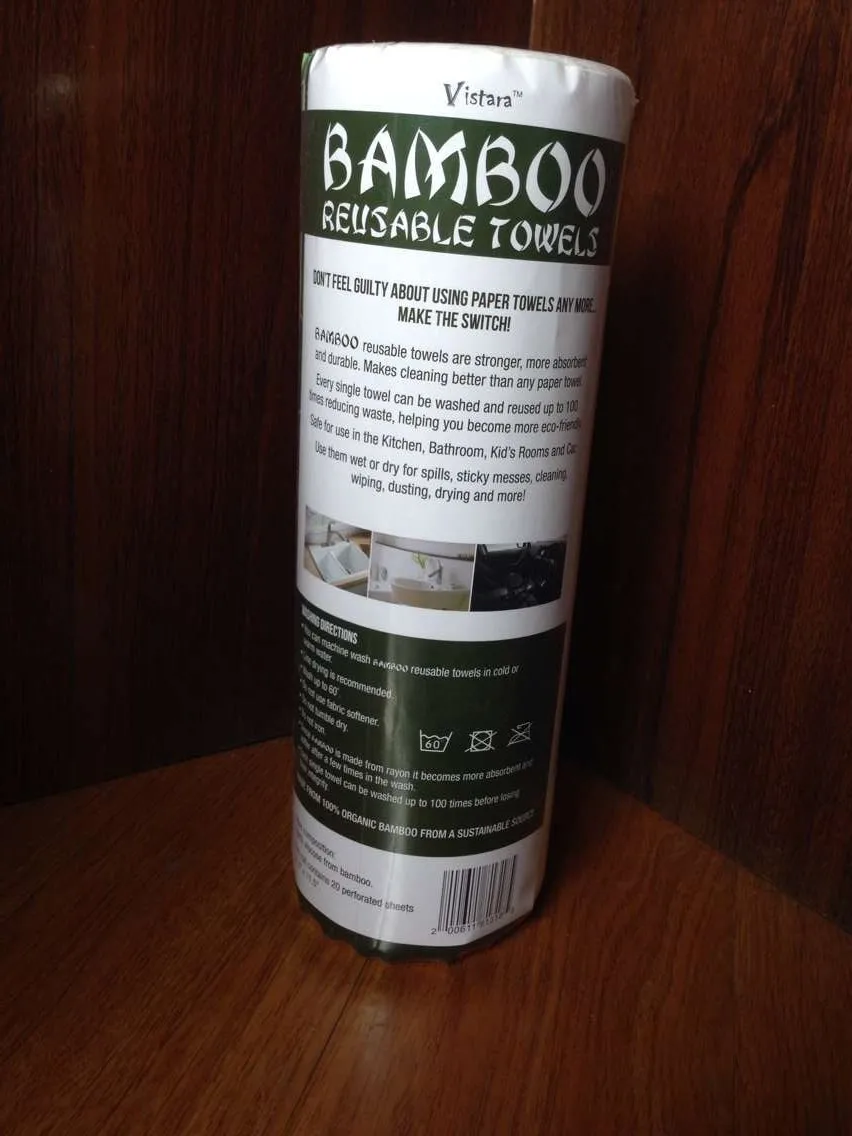 Vistara™
BAMBOO
REUSABLE TOWELS
DON'T FEEL GUILTY ABOUT USING PAPER TOWELS ANY MORE...
MAKE THE SWITCH!
BAMBOO reusable towels are stronger, more absorbent
and durable. Makes cleaning better than any paper towel.
Every single towel can be washed and reused up to 100
times reducing waste, helping you become more eco-friendly
Safe for use in the Kitchen, Bathroom, Kid's Rooms and Car
Use them wet or dry for spills, sticky messes, cleaning,
wiping, dusting, drying and more!
WASHING DIRECTIONS
You can machine wash BAMBOO reusable towels in cold or
warm water.
drying is recommended.
up to 60°
Do not use fabric softener.
Do not tumble dry.
Do not iron.
BAMBOO is made from rayon it becomes more absorbent and
after a few times in the wash.
single towel can be washed up to 100 times before losing
60
FROM 100% ORGANIC BAMBOO FROM A SUSTAINABLE SOURCE
composition:
viscose from bamboo.
contains 20 perforated sheets